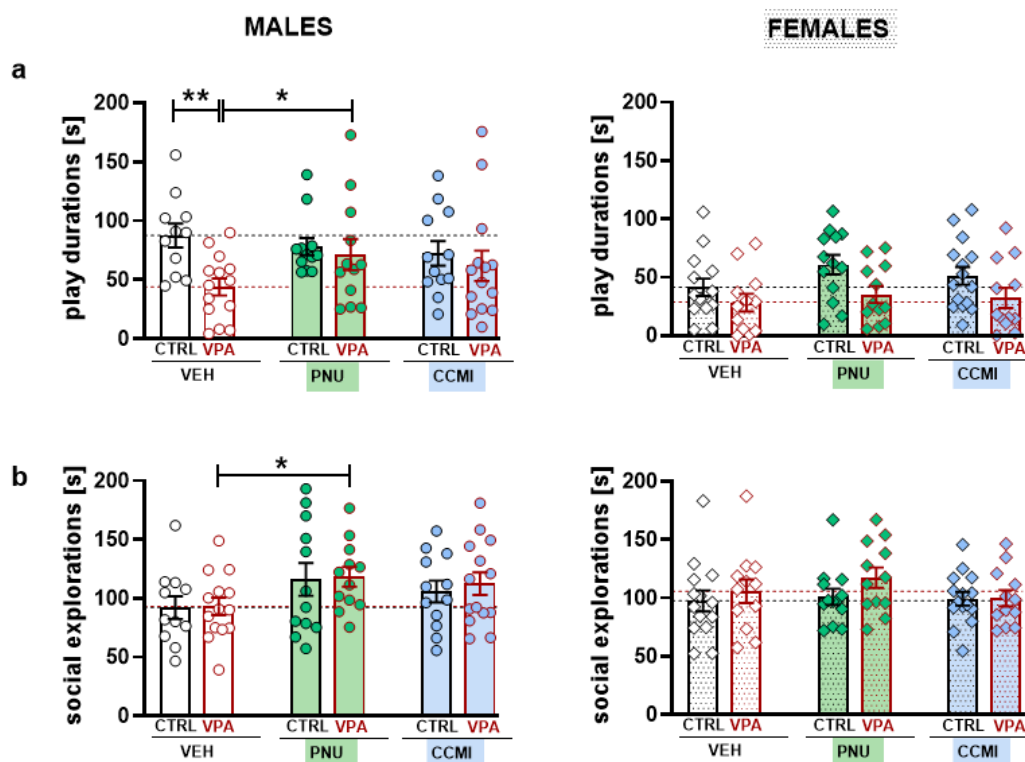 MALES
FEMALES
a
**
*
play durations [s]
200
150
100
50
0
CTRL VPA CTRL VPA CTRL VPA
VEH PNU CCMI
play durations [s]
200
150
100
50
0
CTRL VPA CTRL VPA CTRL VPA
VEH PNU CCMI
b
*
social explorations [s]
200
150
100
50
0
CTRL VPA CTRL VPA CTRL VPA
VEH PNU CCMI
social explorations [s]
200
150
100
50
0
CTRL VPA CTRL VPA CTRL VPA
VEH PNU CCMI